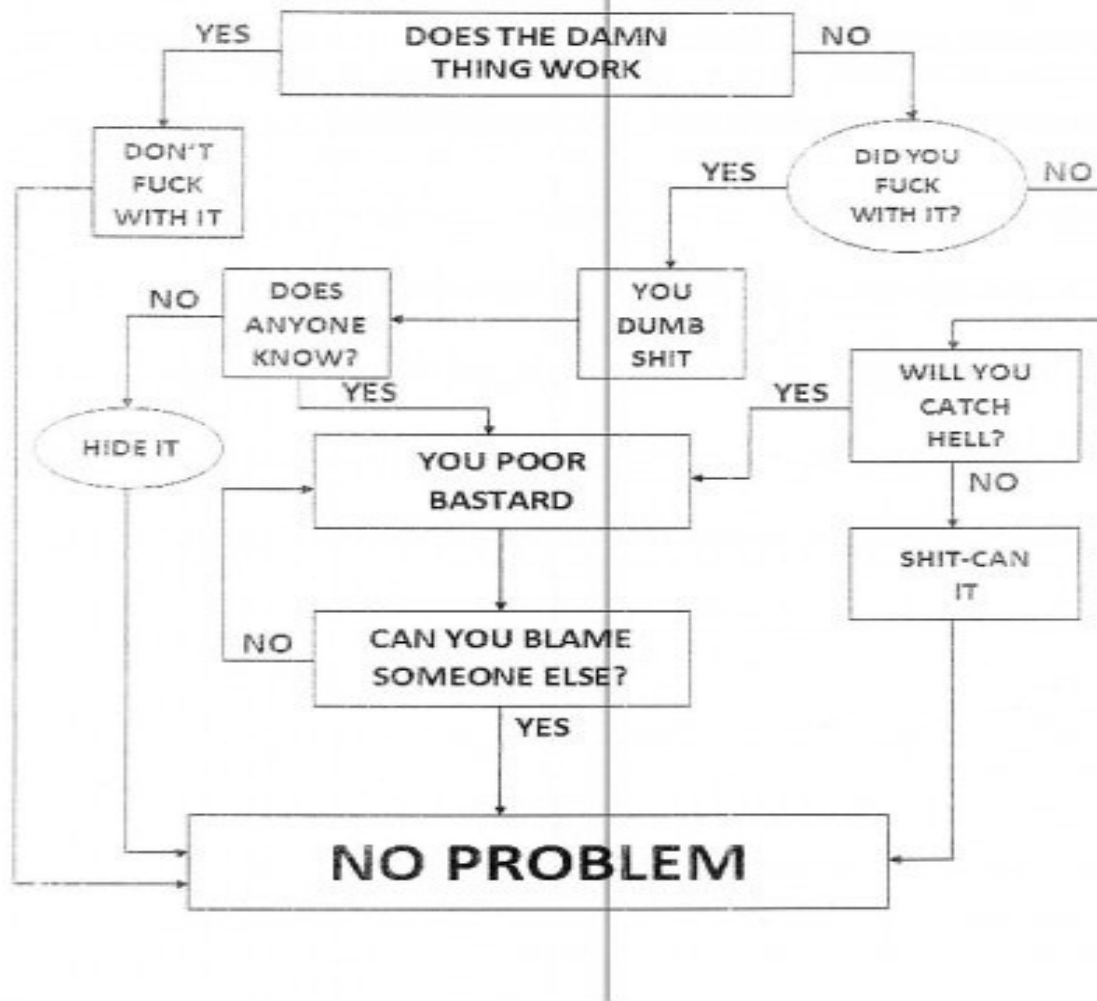 DOES THE DAMN
THING WORK
YES
NO
DON'T
FUCK
WITH IT
DID YOU
FUCK
WITH IT?
YES
NO
DOES
ANYONE
KNOW?
NO
YES
YOU
DUMB
SHIT
WILL YOU
CATCH
HELL?
YES
NO
HIDE IT
YOU POOR
BASTARD
SHIT-CAN
IT
CAN YOU BLAME
SOMEONE ELSE?
NO
YES
NO PROBLEM